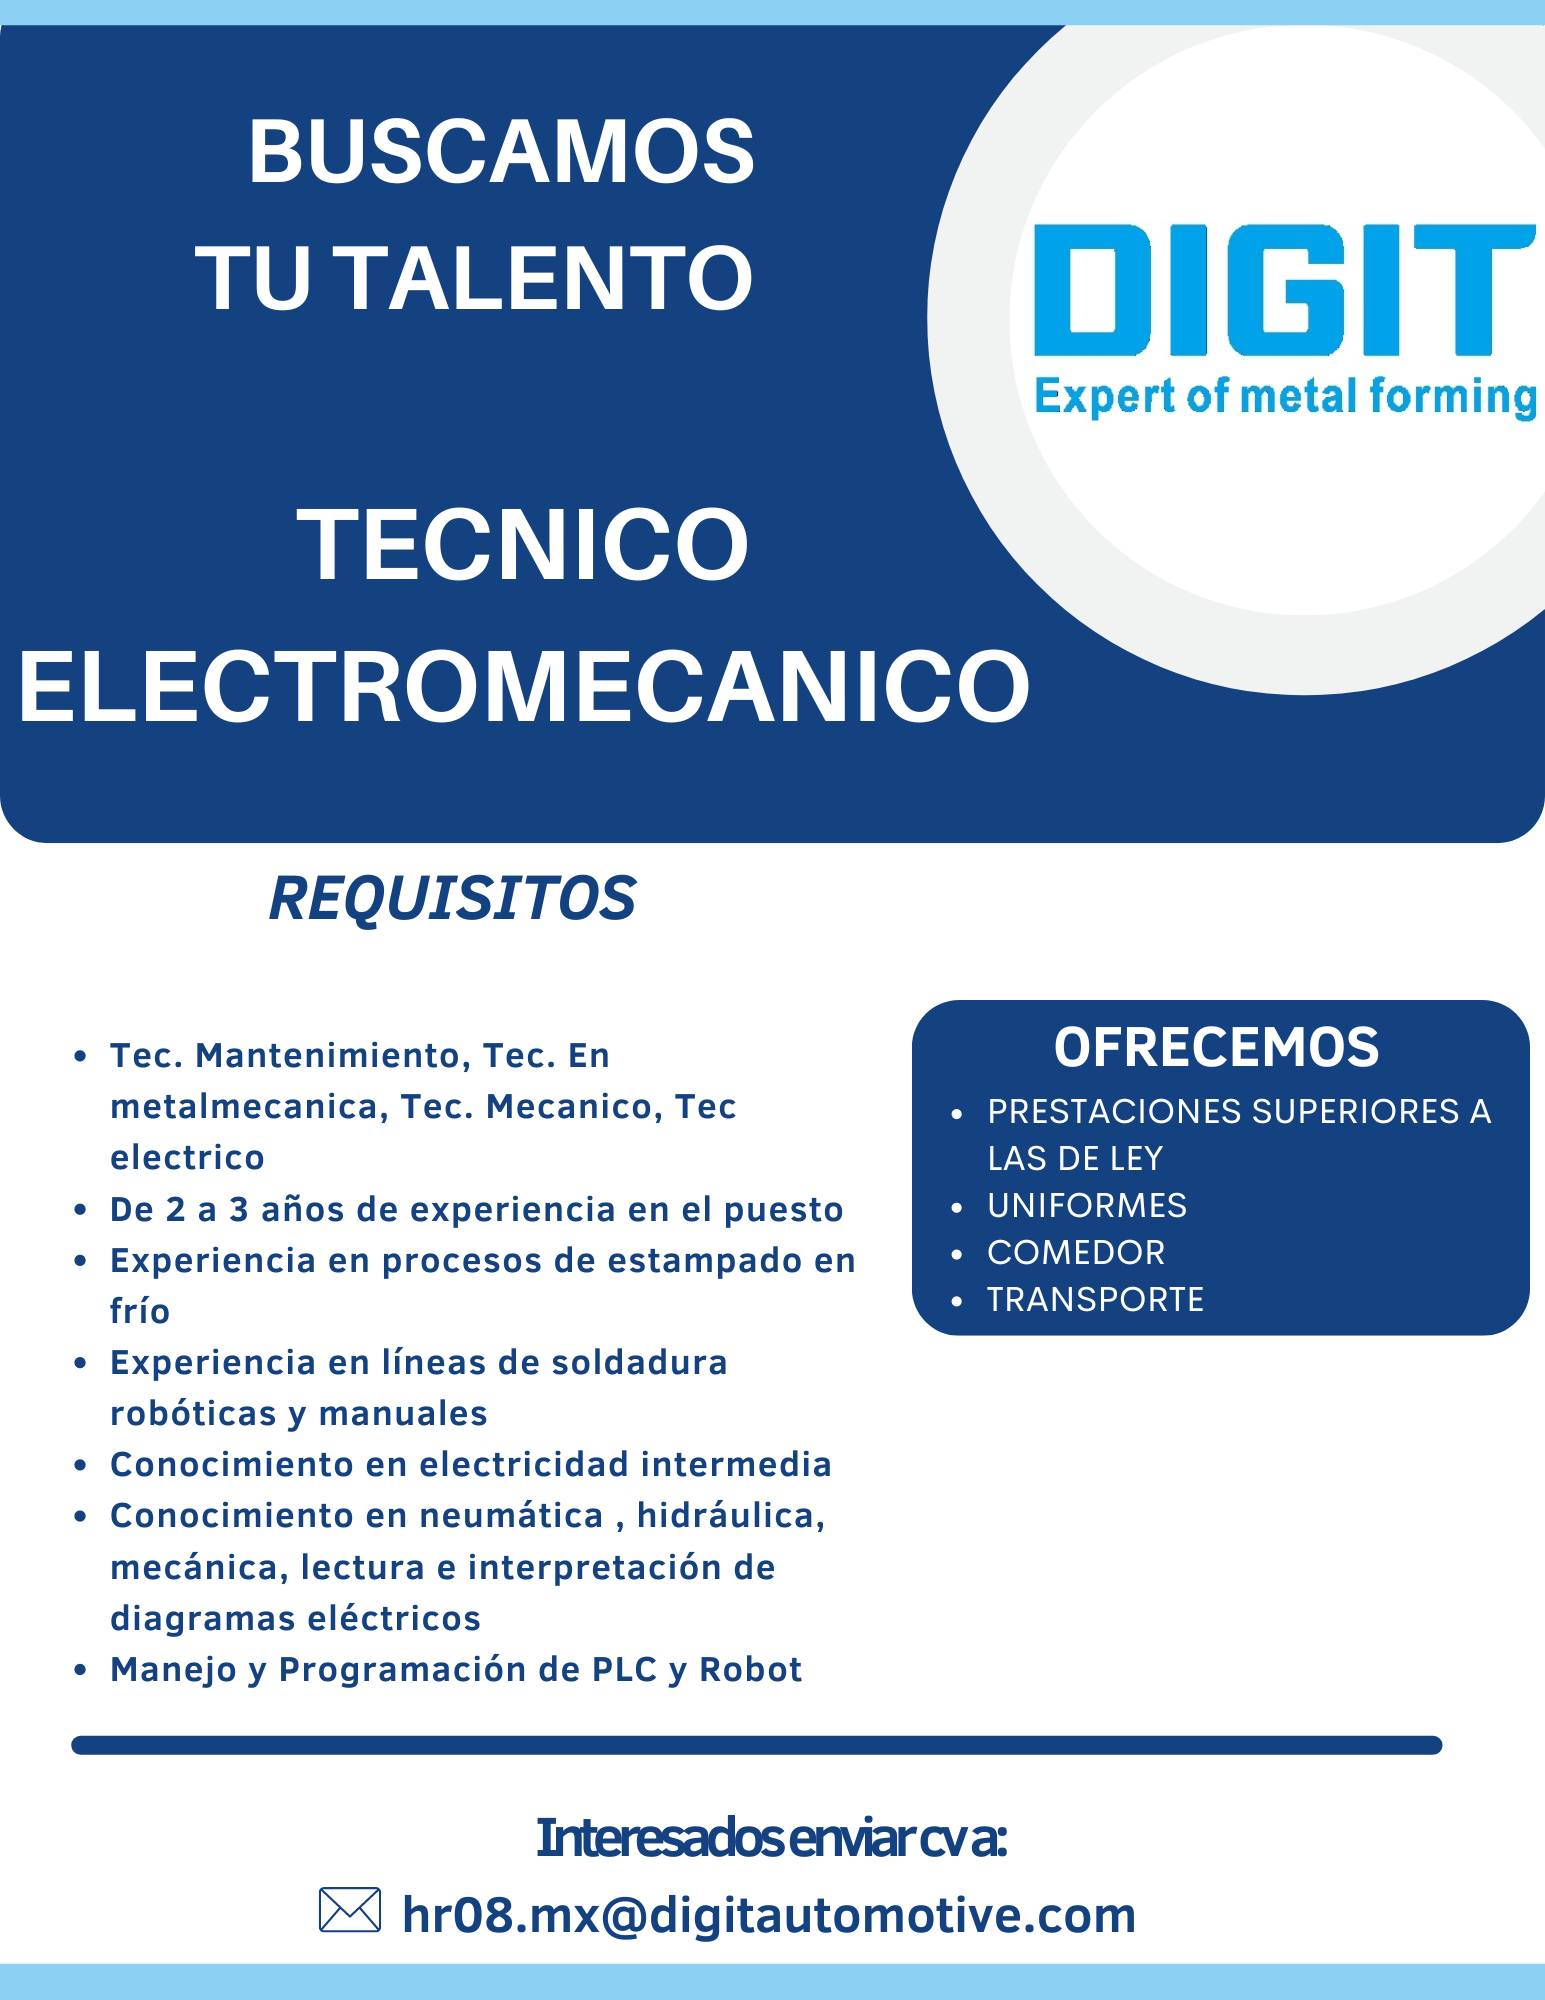 BUSCAMOS
TU TALENTO
DIGIT
Expert of metal forming
TECNICO
ELECTROMECANICO
REQUISITOS
• Tec. Mantenimiento, Tec. En
metalmecanica, Tec. Mecanico, Tec
electrico
• De 2 a 3 años de experiencia en el puesto
• Experiencia en procesos de estampado en
frío
• Experiencia en líneas de soldadura
robóticas y manuales
• Conocimiento en electricidad intermedia
• Conocimiento en neumática , hidráulica,
mecánica, lectura e interpretación de
diagramas eléctricos
• Manejo y Programación de PLC y Robot
OFRECEMOS
• PRESTACIONES SUPERIORES A
LAS DE LEY
• UNIFORMES
• COMEDOR
• TRANSPORTE
Interesados enviar cv a:
hr08.mx@digitautomotive.com